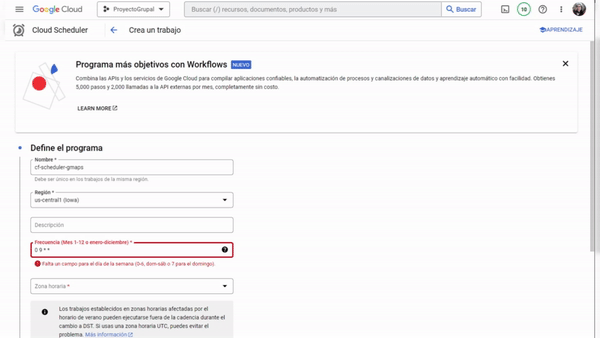 Google Cloud
ProyectoGrupal
Buscar (/) recursos, documentos, productos y más
Buscar
10
Cloud Scheduler
Crea un trabajo
APRENDIZAJE
Programa más objetivos con Workflows NUEVO
Combina las APIs y los servicios de Google Cloud para compilar aplicaciones confiables, la automatización de procesos y canalizaciones de datos y aprendizaje automático con facilidad. Obtienes
5,000 pasos y 2,000 llamadas a la API externas por mes, completamente sin costo.
LEARN MORE
Define el programa
Nombre *
cf-scheduler-gmaps
Debe ser único en los trabajos de la misma región.
Región *
us-central1 (Iowa)
Descripción
Frecuencia (Mes 1-12 o enero-diciembre) *
0 9 * *
Falta un campo para el día de la semana (0-6, dom-sáb o 7 para el domingo).
Zona horaria *
Los trabajos establecidos en zonas horarias afectadas por el
horario de verano pueden ejecutarse fuera de la cadencia durante el
cambio a DST. Si usas una zona horaria UTC, puedes evitar el
problema. Más información